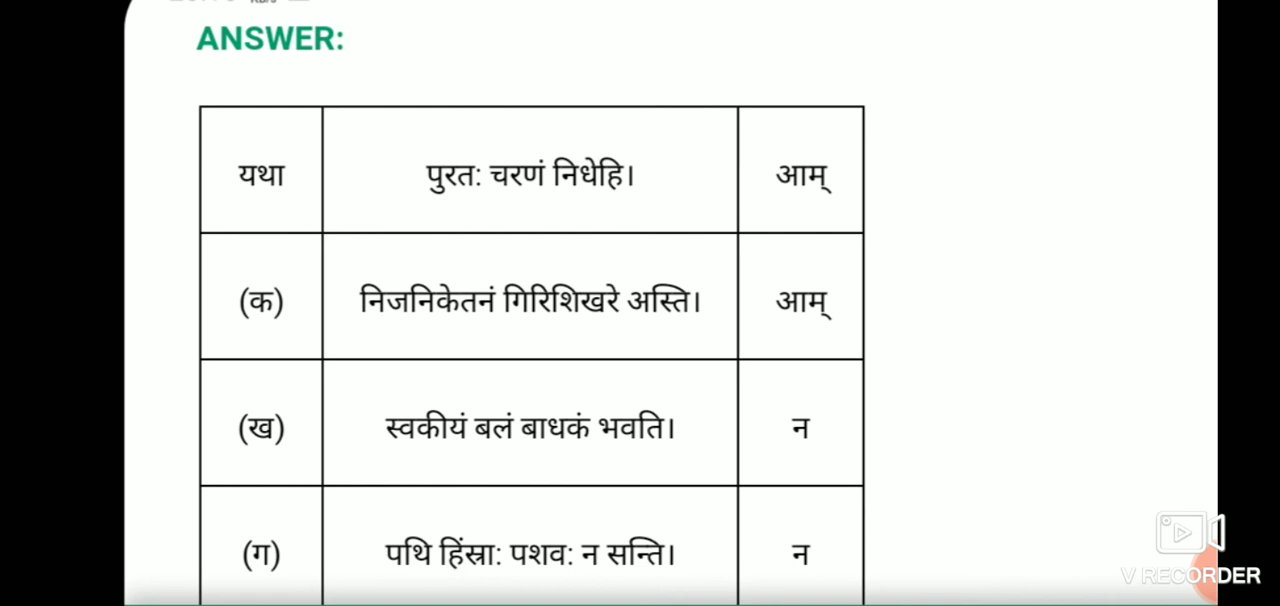 ANSWER:
यथा पुरतः चरणं निधेहि। आम्
(क) निजनिकेतनं गिरिशिखरे अस्ति। आम्
(ख) स्वकीयं बलं बाधकं भवति। न
(ग) पथि हिंस्राः पशवः न सन्ति। न
V RECORDER